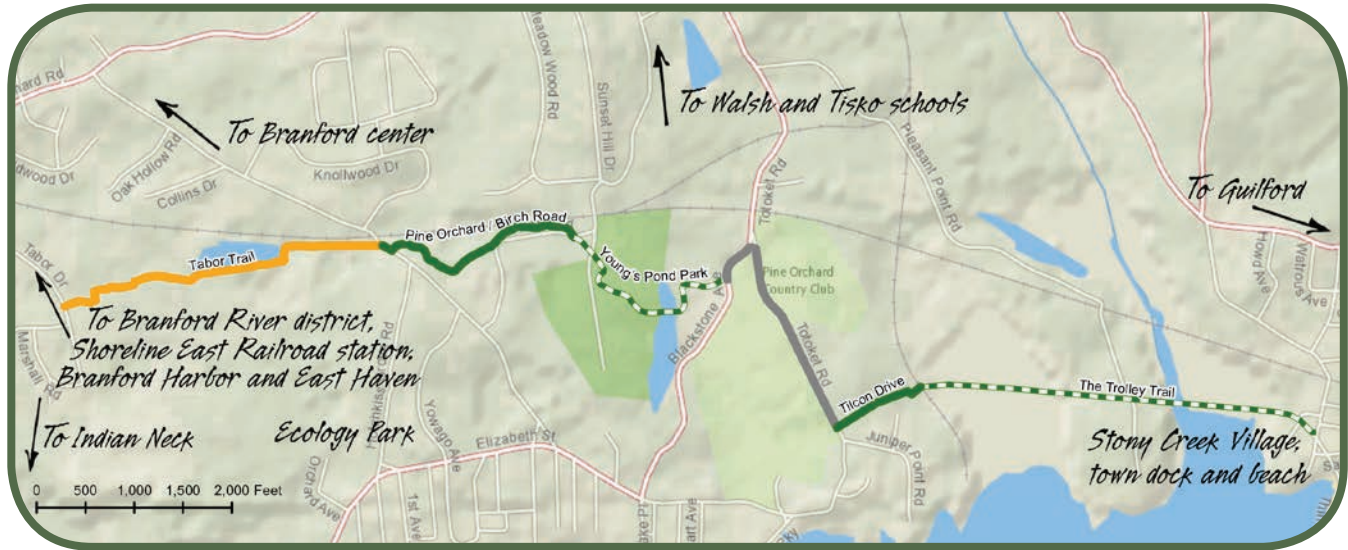 Meadow Wood Rd
Sunset Hill Dr
To Walsh and Tisko schools
To Branford center
Oak Hollow Rd
Collins Dr
Knollwood Dr
Totoket Rd
Pleasant Point Rd
To Guilford
Howd Ave
Watrous Ave
Tabor Dr
Tabor Trail
Pine Orchard / Birch Road
Young's Pond Park
Pine Orchard
Country Club
Blackstone Ave
Totoket Rd
Tilcon Drive
The Trolley Trail
To Branford River district,
Shoreline East Railroad station,
Branford Harbor and East Haven
Marshall Rd
To Indian Neck
Ecology Park
Yowago Ave
Elizabeth St
Orchard Ave
1st Ave
Juniper Point Rd
Stony Creek Village,
town dock and beach
0 500 1,000 1,500 2,000 Feet